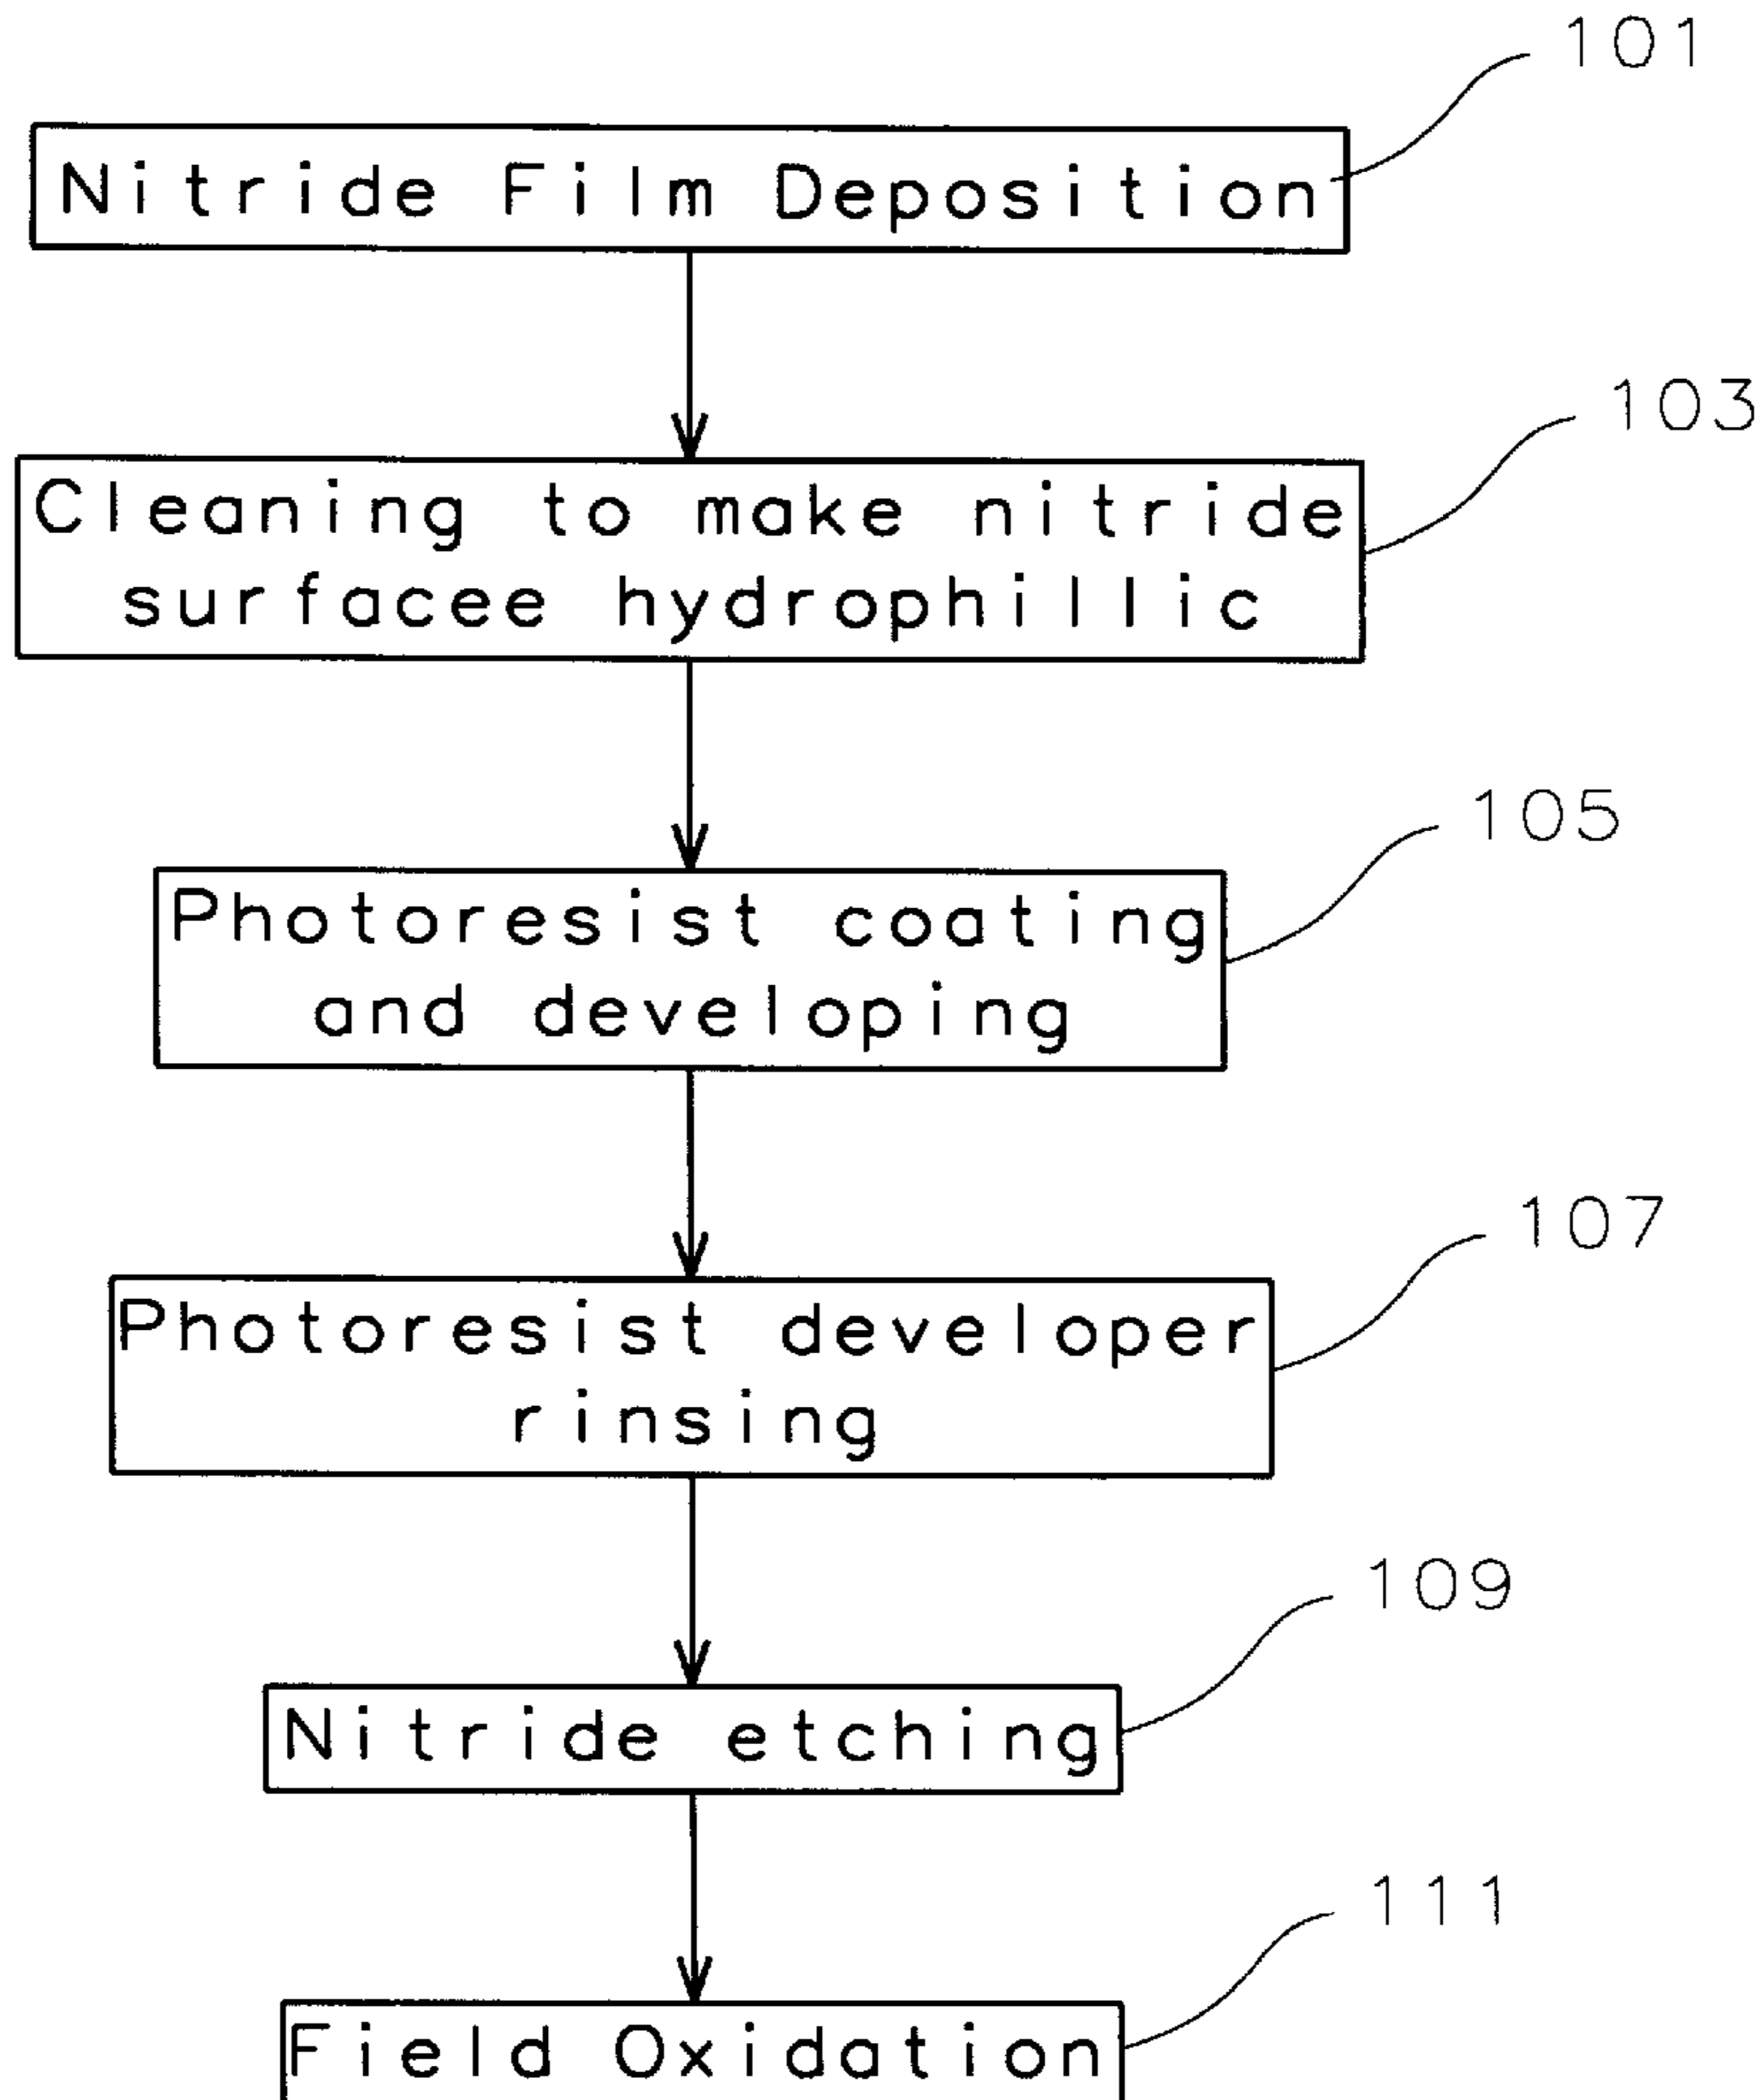 101
Nitride Film Deposition
103
Cleaning to make nitride
surfacee hydrophillic
105
Photoresist coating
and developing
107
Photoresist developer
rinsing
109
Nitride etching
111
Field Oxidation